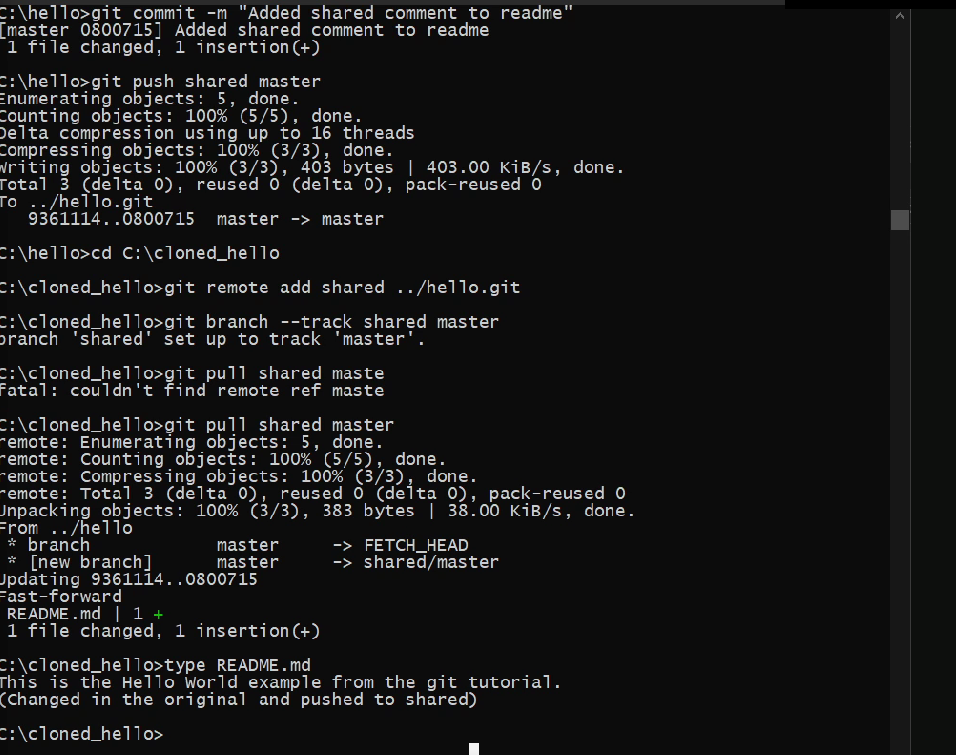 C:\hello>git commit -m "Added shared comment to readme"
[master 0800715] Added shared comment to readme
1 file changed, 1 insertion(+)
C:\hello>git push shared master
Enumerating objects: 5, done.
Counting objects: 100% (5/5), done.
Delta compression using up to 16 threads
Compressing objects: 100% (3/3), done.
Writing objects: 100% (3/3), 403 bytes | 403.00 KiB/s, done.
Total 3 (delta 0), reused 0 (delta 0), pack-reused 0
To ../hello.git
9361114..0800715  master -> master
C:\hello>cd C:\cloned_hello
C:\cloned_hello>git remote add shared ../hello.git
C:\cloned_hello>git branch --track shared master
branch 'shared' set up to track 'master'.
C:\cloned_hello>git pull shared maste
fatal: couldn't find remote ref maste
C:\cloned_hello>git pull shared master
remote: Enumerating objects: 5, done.
remote: Counting objects: 100% (5/5), done.
remote: Compressing objects: 100% (3/3), done.
remote: Total 3 (delta 0), reused 0 (delta 0), pack-reused 0
Unpacking objects: 100% (3/3), 383 bytes | 38.00 KiB/s, done.
From ../hello
* branch            master     -> FETCH_HEAD
* [new branch]      master     -> shared/master
Updating 9361114..0800715
Fast-forward
README.md | 1 +
1 file changed, 1 insertion(+)
C:\cloned_hello>type README.md
This is the Hello World example from the git tutorial.
(Changed in the original and pushed to shared)
C:\cloned_hello>